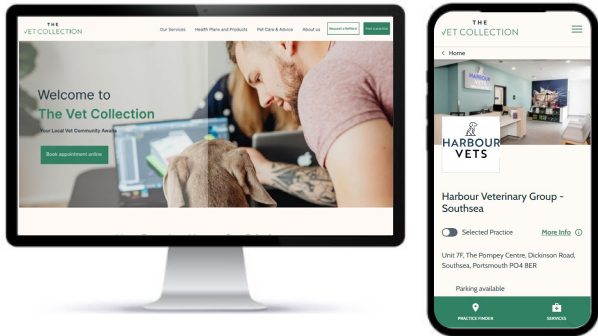 THE
VET COLLECTION
Our Services
Health Plans and Products
Pet Care & Advice
About us
Request a Referral
Find a practice
Welcome to
The Vet Collection
Your Local Vet Community Awaits
Book appointment online
THE
VET COLLECTION
< Home
HARBOUR
VETS
Harbour Veterinary Group -
Southsea
Selected Practice
More Info
Unit 7F, The Pompey Centre, Dickinson Road,
Southsea, Portsmouth PO4 8ER
Parking available
PRACTICE FINDER
SERVICES